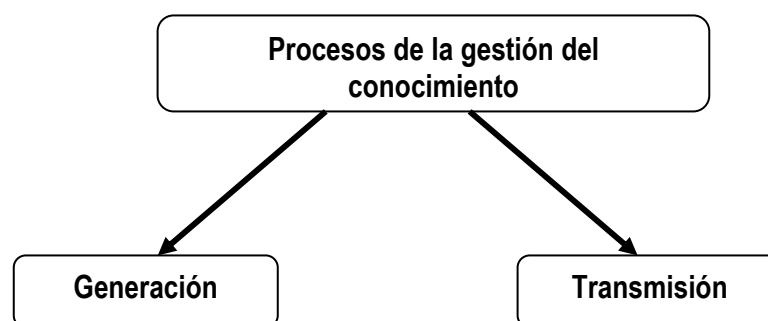 Procesos de la gestión del
conocimiento
Generación
Transmisión